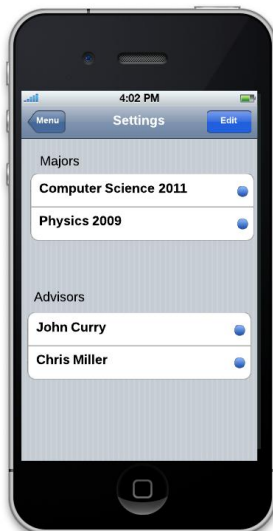 4:02 PM
Menu Settings Edit
Majors
Computer Science 2011
Physics 2009
Advisors
John Curry
Chris Miller